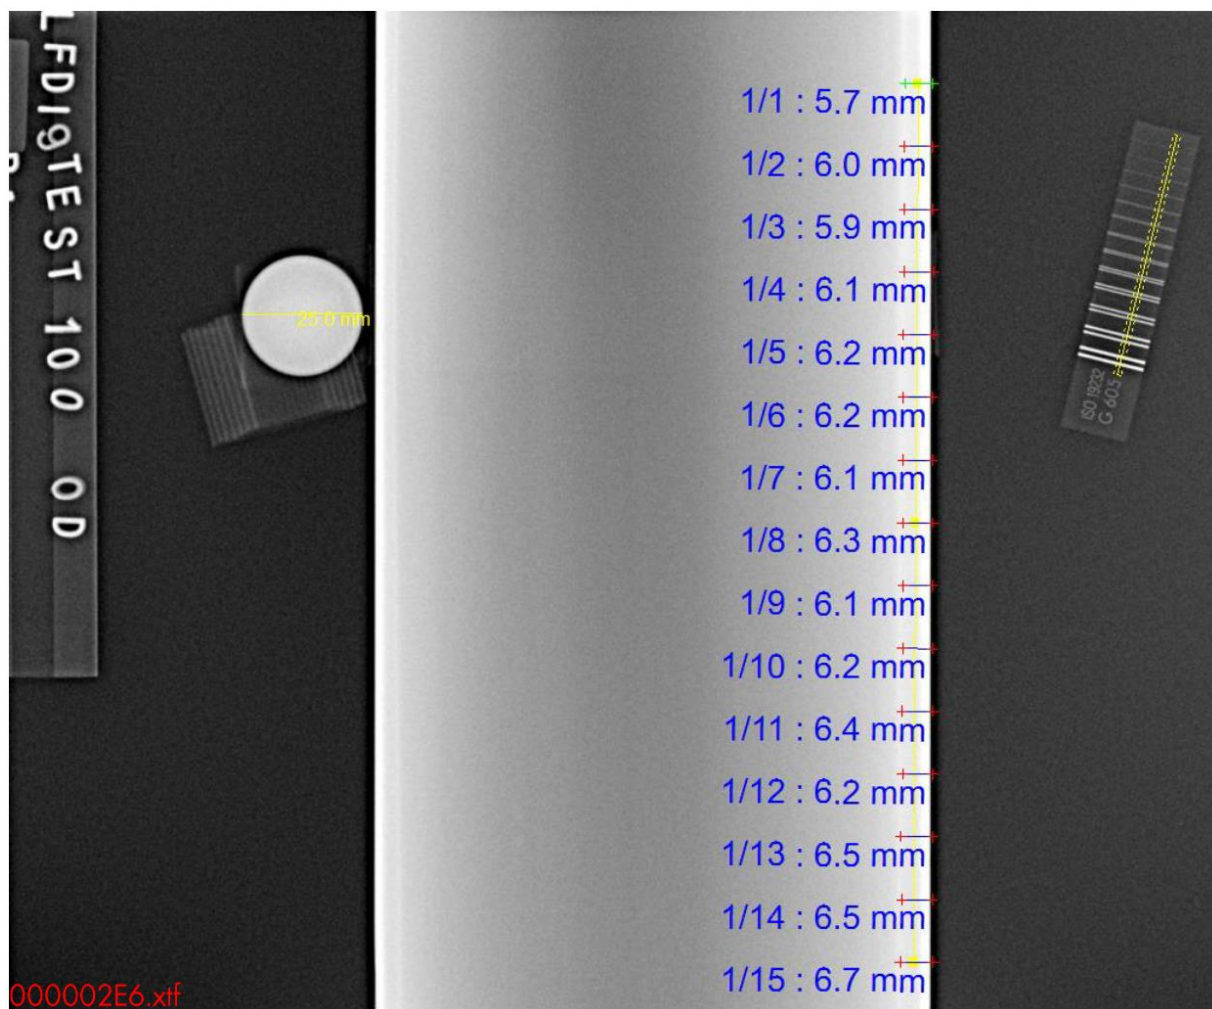 LFDI9TEST 100 OD
25.0 mm
1/1 : 5.7 mm
1/2 : 6.0 mm
1/3 : 5.9 mm
1/4 : 6.1 mm
1/5 : 6.2 mm
1/6 : 6.2 mm
1/7 : 6.1 mm
1/8 : 6.3 mm
1/9 : 6.1 mm
1/10 : 6.2 mm
1/11 : 6.4 mm
1/12 : 6.2 mm
1/13 : 6.5 mm
1/14 : 6.5 mm
1/15 : 6.7 mm
ISO 19232
G 605
000002E6.xtf